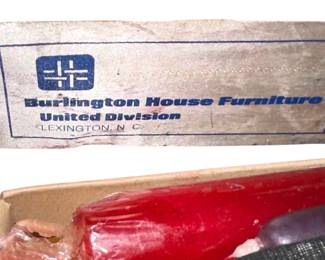 Burlington House Furniture
United Division
LEXINGTON, N.C.